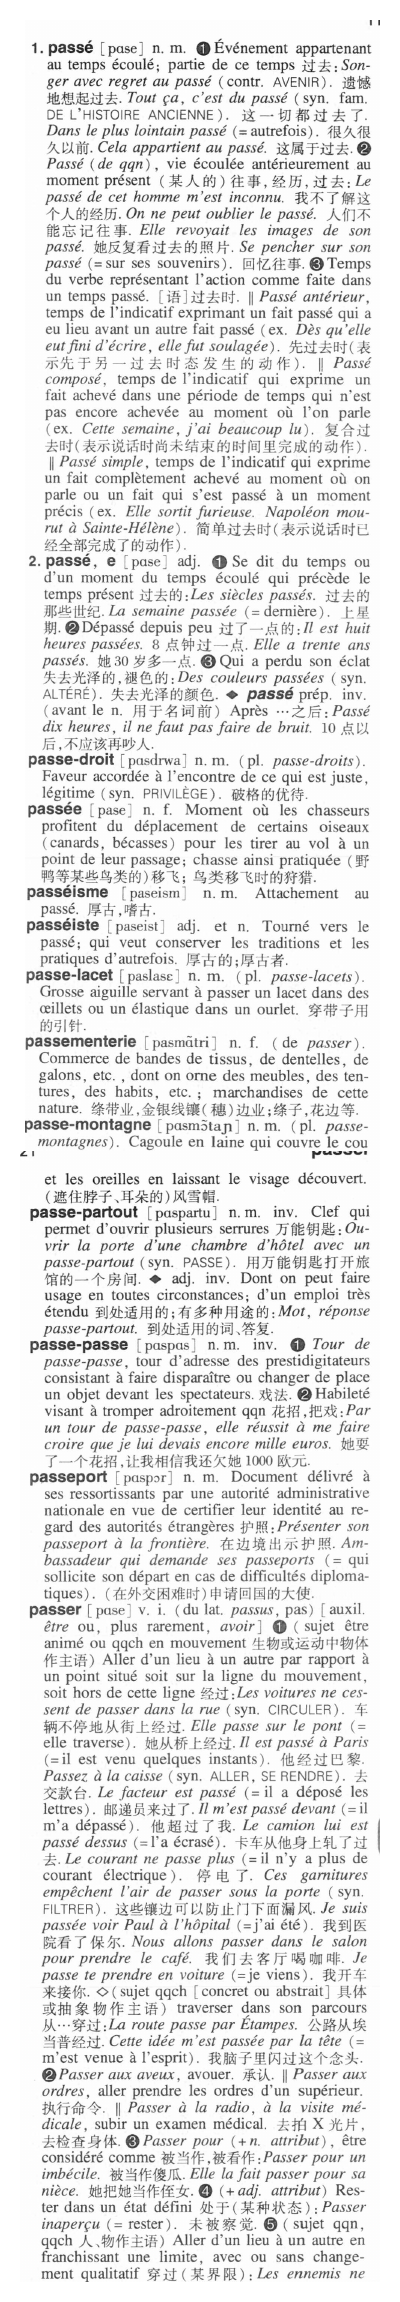 1. passé [pɑse] n. m. ❶ Événement appartenant
au temps écoulé; partie de ce temps 过去:Son-
ger avec regret au passé (contr. AVENIR). 遗憾
地想起过去. Tout ça, c'est du passé (syn. fam.
DE L'HISTOIRE ANCIENNE). 这一切都过去了.
Dans le plus lointain passé (=autrefois). 很久很
久以前. Cela appartient au passé. 这属于过去. ❷
Passé (de qqn), vie écoulée antérieurement au
moment présent (某人的)往事,经历,过去: Le
passé de cet homme m'est inconnu. 我不了解这
个人的经历. On ne peut oublier le passé. 人们不
能忘记往事. Elle revoyait les images de son
passé. 她反复看过去的照片. Se pencher sur son
passé (=sur ses souvenirs). 回忆往事. ❸ Temps
du verbe représentant l'action comme faite dans
un temps passé. [语]过去时. ‖ Passé antérieur,
temps de l'indicatif exprimant un fait passé qui a
eu lieu avant un autre fait passé (ex. Dès qu'elle
eut fini d'écrire, elle fut soulagée). 先过去时(表
示先于另一过去时态发生的动作). ‖ Passé
composé, temps de l'indicatif qui exprime un
fait achevé dans une période de temps qui n'est
pas encore achevée au moment où l'on parle
(ex. Cette semaine, j'ai beaucoup lu). 复合过
去时(表示说话时尚未结束的时间里完成的动作).
‖ Passé simple, temps de l'indicatif qui exprime
un fait complètement achevé au moment où on
parle ou un fait qui s'est passé à un moment
précis (ex. Elle sortit furieuse. Napoléon mou-
rut à Sainte-Hélène). 简单过去时(表示说话时已
经全部完成了的动作).
2. passé, e [pɑse] adj. ❶ Se dit du temps ou
d'un moment du temps écoulé qui précède le
temps présent 过去的:Les siècles passés. 过去的
那些世纪. La semaine passée (=dernière). 上星
期. ❷ Dépassé depuis peu 过了一点的:Il est huit
heures passées. 8 点钟过一点. Elle a trente ans
passés. 她 30 岁多一点. ❸ Qui a perdu son éclat
失去光泽的,褪色的: Des couleurs passées (syn.
ALTÉRÉ). 失去光泽的颜色. ◆ passé prép. inv.
(avant le n. 用于名词前) Après …之后: Passé
dix heures, il ne faut pas faire de bruit. 10 点以
后,不应该再吵人.
passe-droit [pɑsdrwa] n. m. (pl. passe-droits).
Faveur accordée à l'encontre de ce qui est juste,
légitime (syn. PRIVILÈGE). 破格的优待.
passée [pase] n. f. Moment où les chasseurs
profitent du déplacement de certains oiseaux
(canards, bécasses) pour les tirer au vol à un
point de leur passage; chasse ainsi pratiquée (野
鸭等某些鸟类的)移飞; 鸟类移飞时的狩猎.
passéisme [paseism] n. m. Attachement au
passé. 厚古,嗜古.
passéiste [paseist] adj. et n. Tourné vers le
passé; qui veut conserver les traditions et les
pratiques d'autrefois. 厚古的;厚古者.
passe-lacet [paslasɛ] n. m. (pl. passe-lacets).
Grosse aiguille servant à passer un lacet dans des
œillets ou un élastique dans un ourlet. 穿带子用
的引针.
passementerie [pasmɑ̃tri] n. f. (de passer).
Commerce de bandes de tissus, de dentelles, de
galons, etc., dont on orne des meubles, des ten-
tures, des habits, etc.; marchandises de cette
nature. 绦带业,金银线镶(穗)边业;绦子,花边等.
passe-montagne [pɑsmɔ̃taɲ] n. m. (pl. passe-
montagnes). Cagoule en laine qui couvre le cou
et les oreilles en laissant le visage découvert.
(遮住脖子、耳朵的)风雪帽.
passe-partout [pɑspartu] n. m. inv. Clef qui
permet d'ouvrir plusieurs serrures 万能钥匙:Ou-
vrir la porte d'une chambre d'hôtel avec un
passe-partout (syn. PASSE). 用万能钥匙打开旅
馆的一个房间. ◆ adj. inv. Dont on peut faire
usage en toutes circonstances; d'un emploi très
étendu 到处适用的;有多种用途的: Mot, réponse
passe-partout. 到处适用的词、答复.
passe-passe [pɑspɑs] n. m. inv. ❶ Tour de
passe-passe, tour d'adresse des prestidigitateurs
consistant à faire disparaître ou changer de place
un objet devant les spectateurs. 戏法. ❷ Habileté
visant à tromper adroitement qqn 花招,把戏:Par
un tour de passe-passe, elle réussit à me faire
croire que je lui devais encore mille euros. 她耍
了一个花招,让我相信我还欠她 1000 欧元.
passeport [pɑspɔr] n. m. Document délivré à
ses ressortissants par une autorité administrative
nationale en vue de certifier leur identité au re-
gard des autorités étrangères 护照:Présenter son
passeport à la frontière. 在边境出示护照. Am-
bassadeur qui demande ses passeports (= qui
sollicite son départ en cas de difficultés diploma-
tiques). (在外交困难时)申请回国的大使.
passer [pɑse] v. i. (du lat. passus, pas) [auxil.
être ou, plus rarement, avoir] ❶ (sujet être
animé ou qqch en mouvement 生物或运动中物体
作主语) Aller d'un lieu à un autre par rapport à
un point situé soit sur la ligne du mouvement,
soit hors de cette ligne 经过:Les voitures ne ces-
sent de passer dans la rue (syn. CIRCULER). 车
辆不停地从街上经过. Elle passe sur le pont (=
elle traverse). 她从桥上经过. Il est passé à Paris
(=il est venu quelques instants). 他经过巴黎.
Passez à la caisse (syn. ALLER, SE RENDRE). 去
交款台. Le facteur est passé (=il a déposé les
lettres). 邮递员来过了. Il m'est passé devant (=il
m'a dépassé). 他超过了我. Le camion lui est
passé dessus (=l'a écrasé). 卡车从他身上轧了过
去. Le courant ne passe plus (=il n'y a plus de
courant électrique). 停电了. Ces garnitures
empêchent l'air de passer sous la porte (syn.
FILTRER). 这些镶边可以防止门下面漏风. Je suis
passée voir Paul à l'hôpital (=j'ai été). 我到医
院看了保尔. Nous allons passer dans le salon
pour prendre le café. 我们去客厅喝咖啡. Je
passe te prendre en voiture (=je viens). 我开车
来接你. ◇(sujet qqch [concret ou abstrait] 具体
或抽象物作主语) traverser dans son parcours
从…穿过:La route passe par Étampes. 公路从埃
当普经过. Cette idée m'est passée par la tête (=
m'est venue à l'esprit). 我脑子里闪过这个念头.
❷ Passer aux aveux, avouer. 承认. ‖ Passer aux
ordres, aller prendre les ordres d'un supérieur.
执行命令. ‖ Passer à la radio, à la visite mé-
dicale, subir un examen médical. 去拍 X 光片,
去检查身体. ❸ Passer pour (+n. attribut), être
considéré comme 被当作,被看作:Passer pour un
imbécile. 被当作傻瓜. Elle la fait passer pour sa
nièce. 她把她当作侄女. ❹ (+adj. attribut) Res-
ter dans un état défini 处于(某种状态): Passer
inaperçu (= rester). 未被察觉. ❺ (sujet qqn,
qqch 人、物作主语) Aller d'un lieu à un autre en
franchissant une limite, avec ou sans change-
ment qualitatif 穿过(某界限): Les ennemis ne